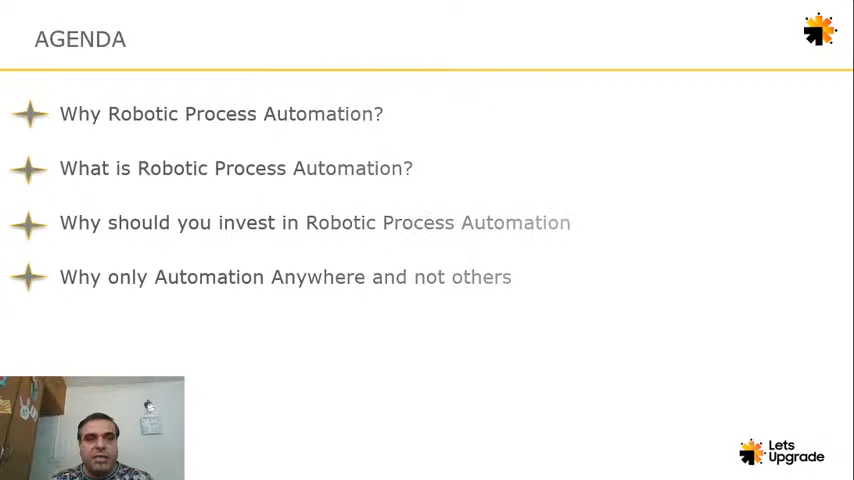 AGENDA
Why Robotic Process Automation?
What is Robotic Process Automation?
Why should you invest in Robotic Process Automation
Why only Automation Anywhere and not others
Lets
Upgrade